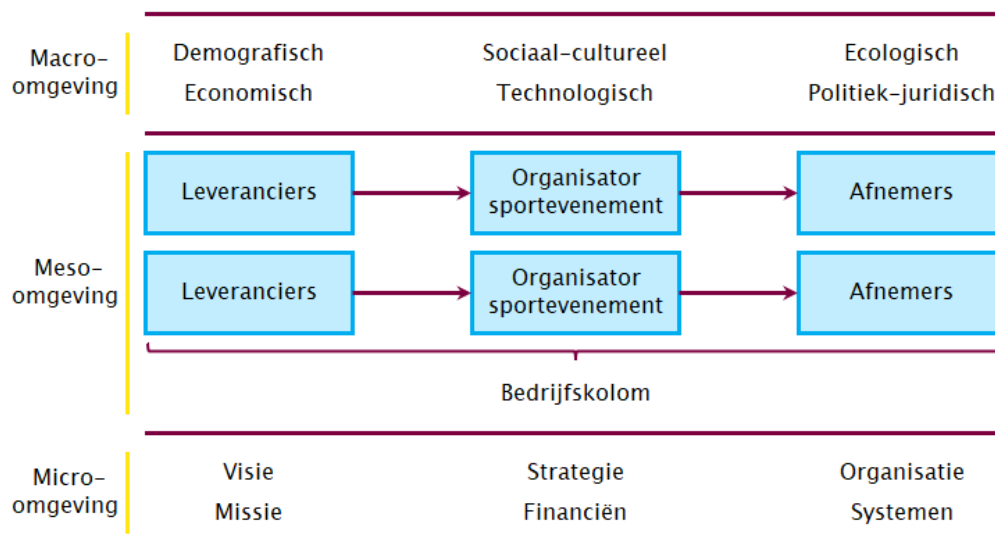 Macro-
omgeving
Demografisch
Sociaal-cultureel
Ecologisch
Economisch
Technologisch
Politiek-juridisch
Meso-
omgeving
Leveranciers
Organisator
sportevenement
Afnemers
Leveranciers
Organisator
sportevenement
Afnemers
Bedrijfskolom
Micro-
omgeving
Visie
Strategie
Organisatie
Missie
Financiën
Systemen